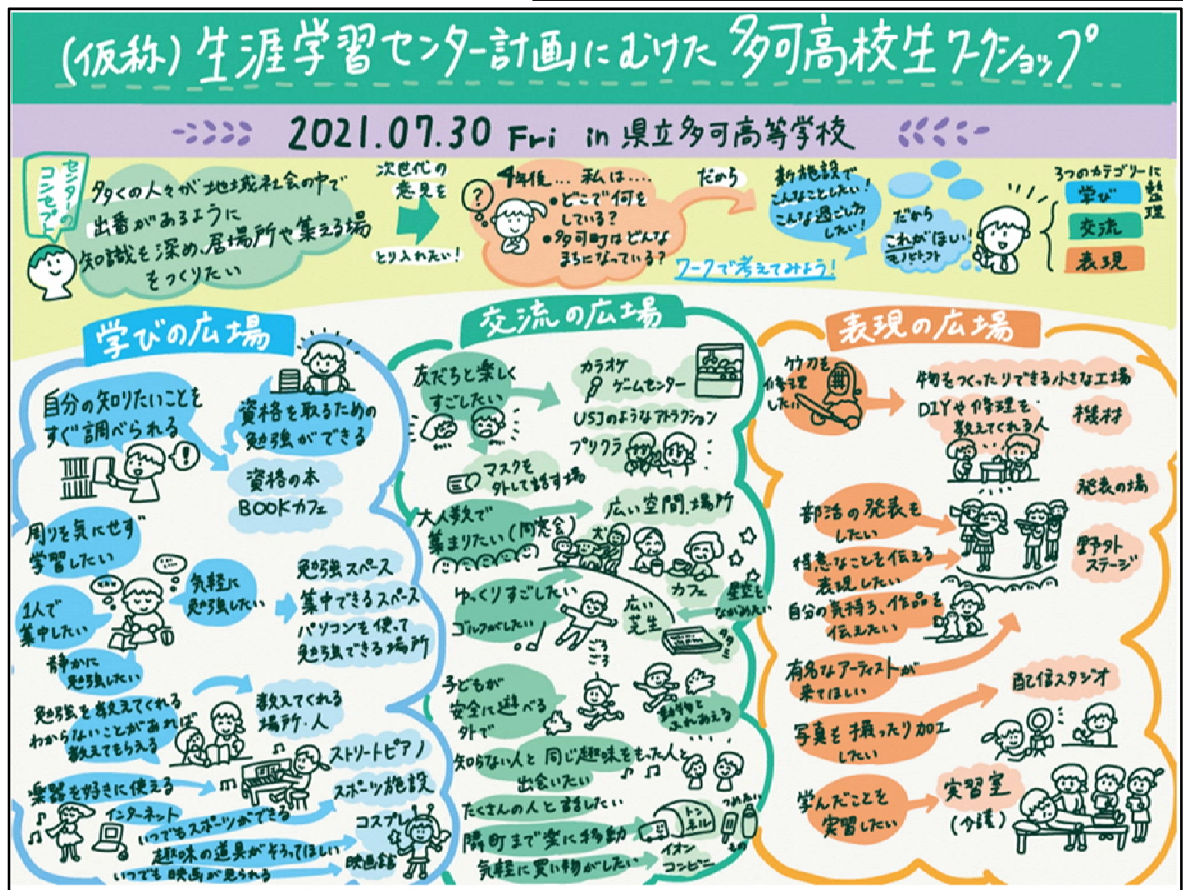 (仮称)生涯学習センター計画にむけた多可高校生ワークショップ
2021.07.30 Fri in 県立多可高等学校
センターの
コンセプト
多くの人々が地域社会の中で
出番があるように
知識を深め、居場所や集える場
をつくりたい
次世代の
意見を
とり入れたい!
?
4年後...私は....
・どこで何を
している?
・多可町はどんな
まちになっている?
だから
新施設で
こんなことしたい!
こんな過ごし方
したい!
ワークで考えてみよう!
だから
これがほしい!
モノヒトコト
3つのカテゴリーに
整理
学び
交流
表現
学びの広場
自分の知りたいことを
すぐ調べられる
!
資格を取るための
勉強ができる
資格の本
BOOKカフェ
周りを気にせず
学習したい
1人で
集中したい
気軽に
勉強したい
静かに
勉強したい
勉強スペース
集中できるスペース
パソコンを使って
勉強できる場所
勉強を教えてくれる
わからないことがあれば
教えてもらえる
教えてくれる
場所・人
ストリートピアノ
楽器を好きに使える
スポーツ施設
インターネット
いつでもスポーツができる
コスプレ
趣味の道具がそろってほしい
映画館
いつでも映画が見られる
交流の広場
友だちと楽しく
すごしたい
カラオケ
ゲームセンター
USJのようなアトラクション
プリクラ
マスクを
外して話す場
大人数で
集まりたい(同窓会)
広い空間、場所
犬
カフェ
星空を
ながめたい
ゆっくりすごしたい
ゴルフがしたい
広い
芝生
ごろ
ごろ
子どもが
安全に遊べる
外で
動物と
ふれあえる
知らない人と同じ趣味をもった人と
出会いたい
たくさんの人と話したい
隣町まで楽に移動
トンネル
つめたい
もの
気軽に買い物がしたい
イオン
コンビニ
表現の広場
竹刀を
修理
したい
物をつくったりできる小さな工場
DIYや修理を
教えてくれる人
機材
部活の発表を
したい
発表の場
得意なことを伝える
表現したい
野外
ステージ
自分の気持ち、作品を
伝えたい
有名なアーティストが
来てほしい
配信スタジオ
写真を撮ったり加工
したい
学んだことを
実習したい
実習室
(介護)